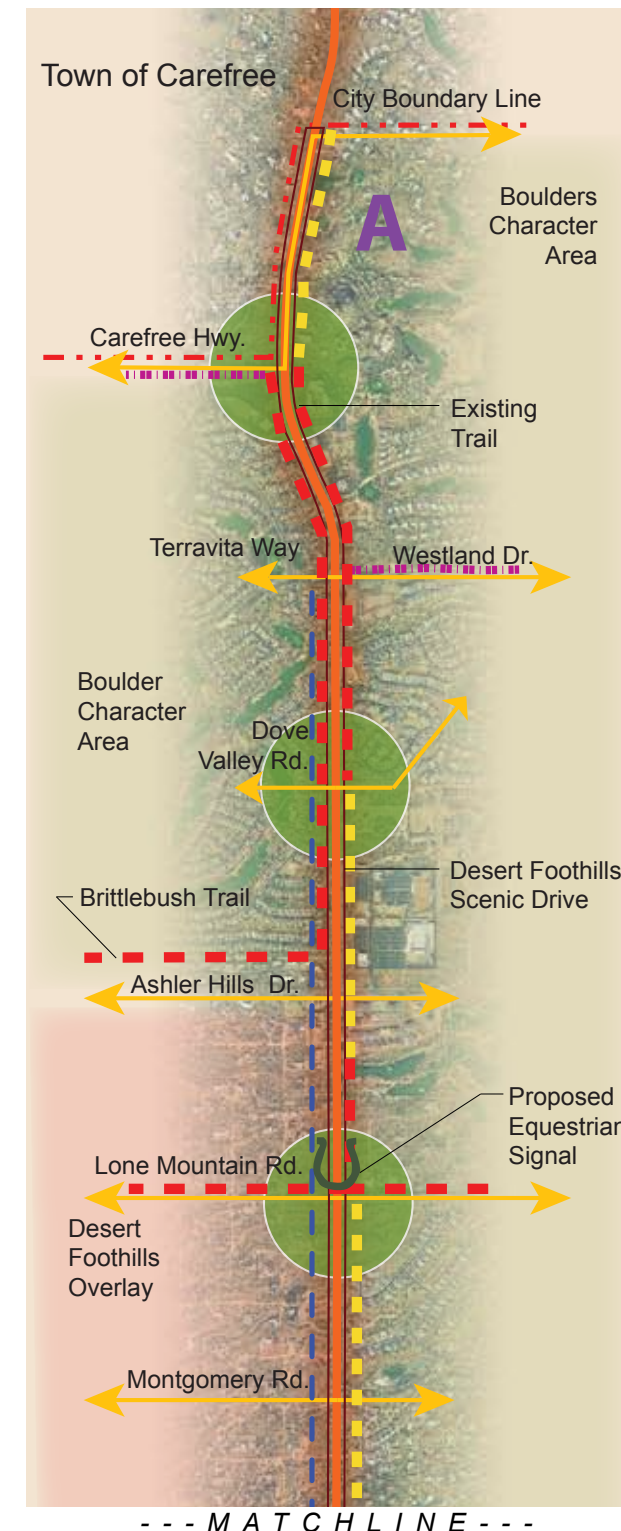 Town of Carefree
City Boundary Line
A
Boulders
Character
Area
Carefree Hwy.
Existing
Trail
Terravita Way
Westland Dr.
Boulder
Character
Area
Dove
Valley Rd.
Desert Foothills
Scenic Drive
Brittlebush Trail
Ashler Hills Dr.
Proposed
Equestrian
Signal
Lone Mountain Rd.
Desert
Foothills
Overlay
Montgomery Rd.
- - - M A T C H L I N E - - -